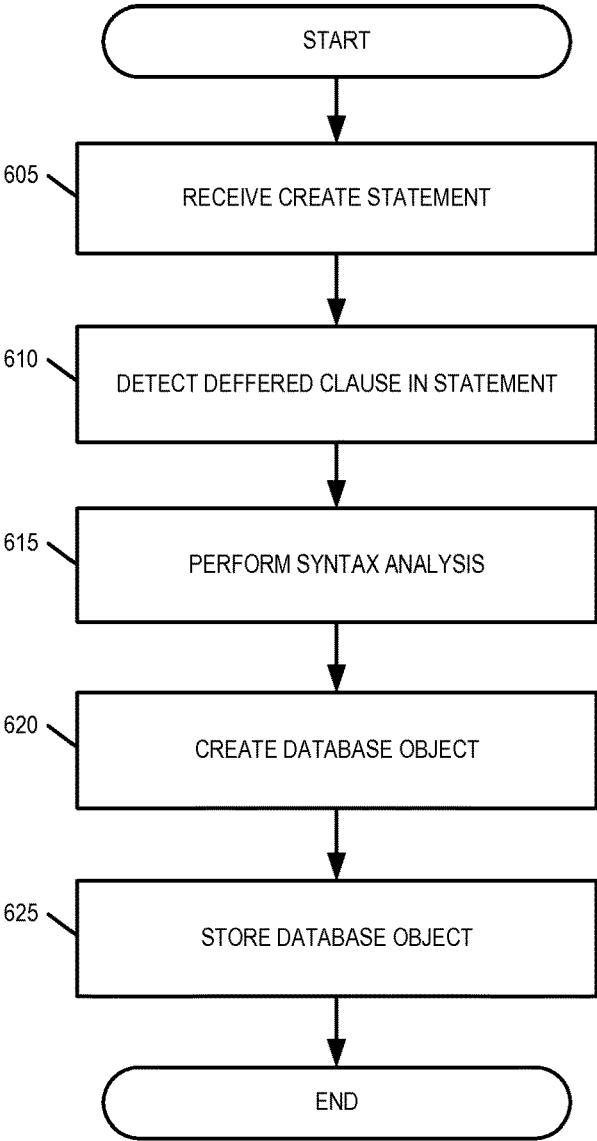 START
605
RECEIVE CREATE STATEMENT
610
DETECT DEFFERED CLAUSE IN STATEMENT
615
PERFORM SYNTAX ANALYSIS
620
CREATE DATABASE OBJECT
625
STORE DATABASE OBJECT
END